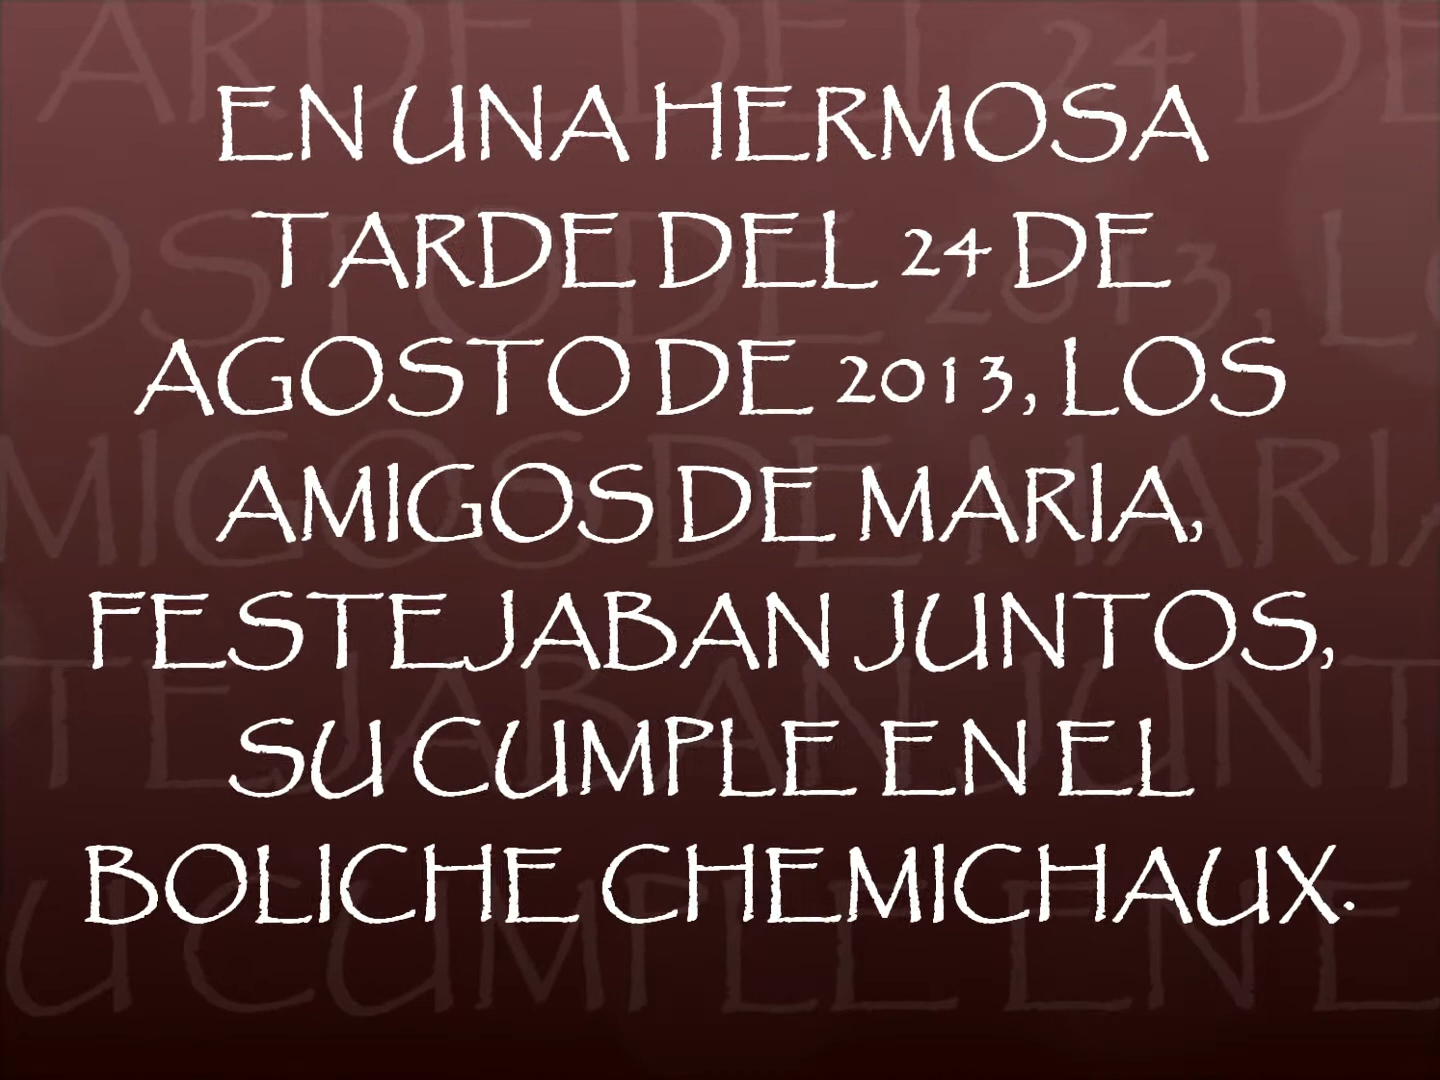 EN UNA HERMOSA
TARDE DEL 24 DE
AGOSTO DE 2013, LOS
AMIGOS DE MARIA,
FESTEJABAN JUNTOS,
SU CUMPLE EN EL
BOLICHE CHEMICHAUX.